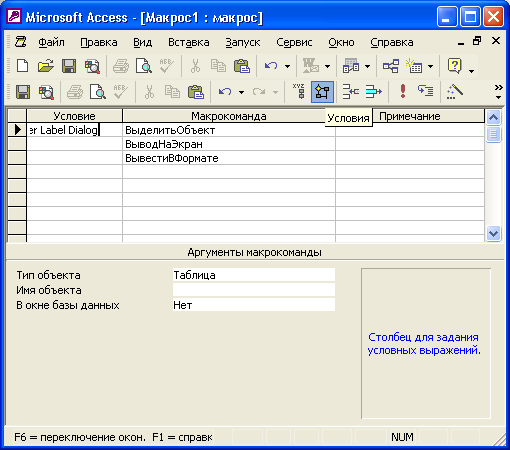 Microsoft Access - [Макрос1 : макрос]
Файл Правка Вид Вставка Запуск Сервис Окно Справка
XYZ
Условие Макрокоманда Примечание
Условия
er Label Dialog ВыделитьОбъект
ВыводНаЭкран
ВывестиВФормате
Аргументы макрокоманды
Тип объекта Таблица
Имя объекта
В окне базы данных Нет
Столбец для задания
условных выражений.
F6 = переключение окон. F1 = справк NUM